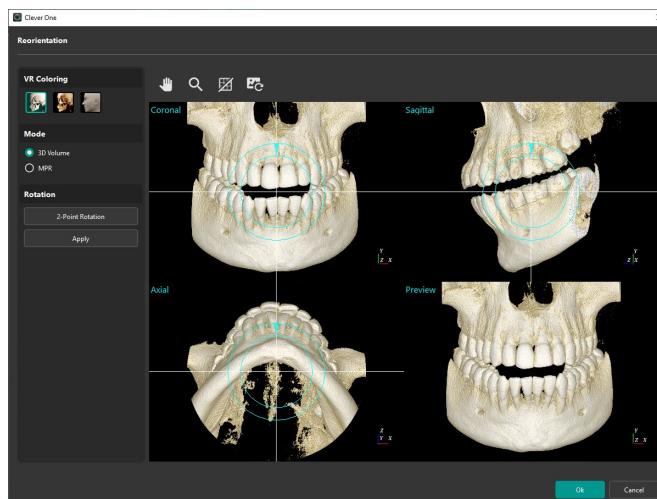 Clever One
Reorientation
VR Coloring
Mode
3D Volume
MPR
Rotation
2-Point Rotation
Apply
Coronal
Y
Z X
Sagittal
Y
Z X
Axial
Z
Y X
Preview
Y
Z X
Ok
Cancel